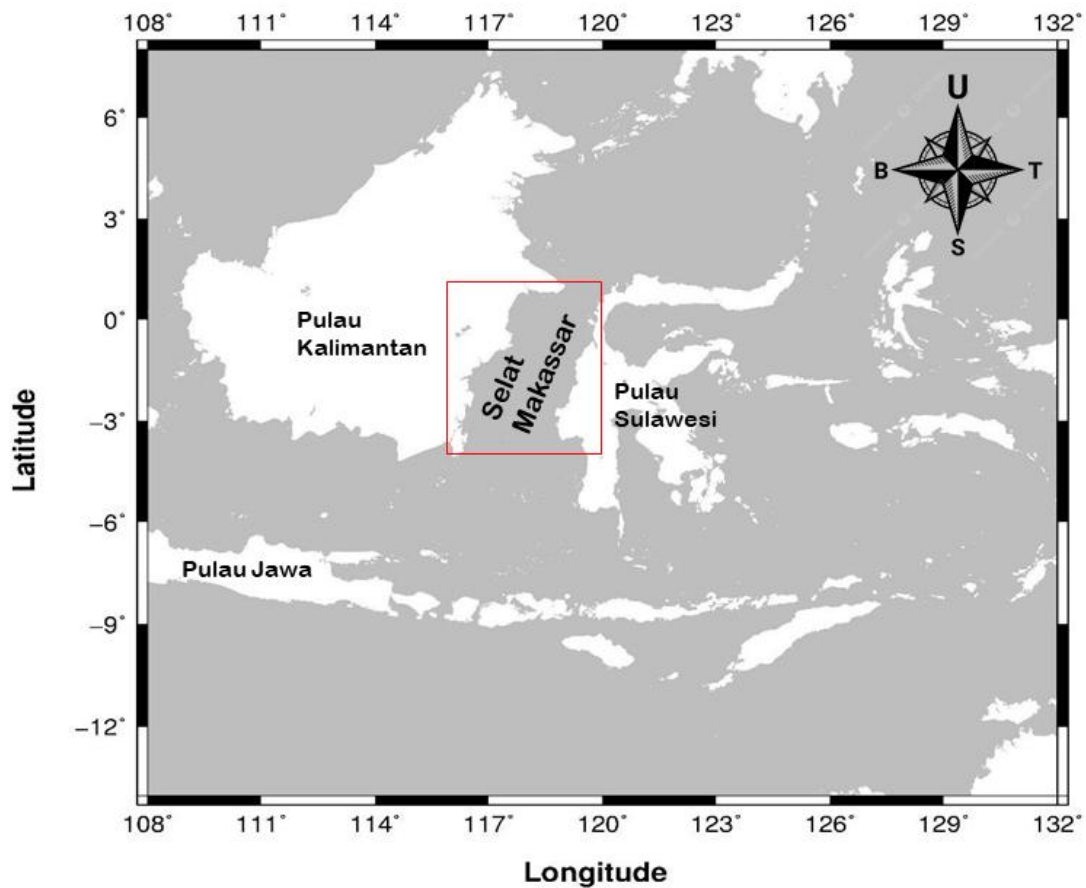 108° 111° 114° 117° 120° 123° 126° 129° 132°
U
B T
S
6°
3°
0°
−3°
−6°
−9°
−12°
Latitude
Pulau
Kalimantan
Selat
Makassar
Pulau
Sulawesi
Pulau Jawa
108° 111° 114° 117° 120° 123° 126° 129° 132°
Longitude